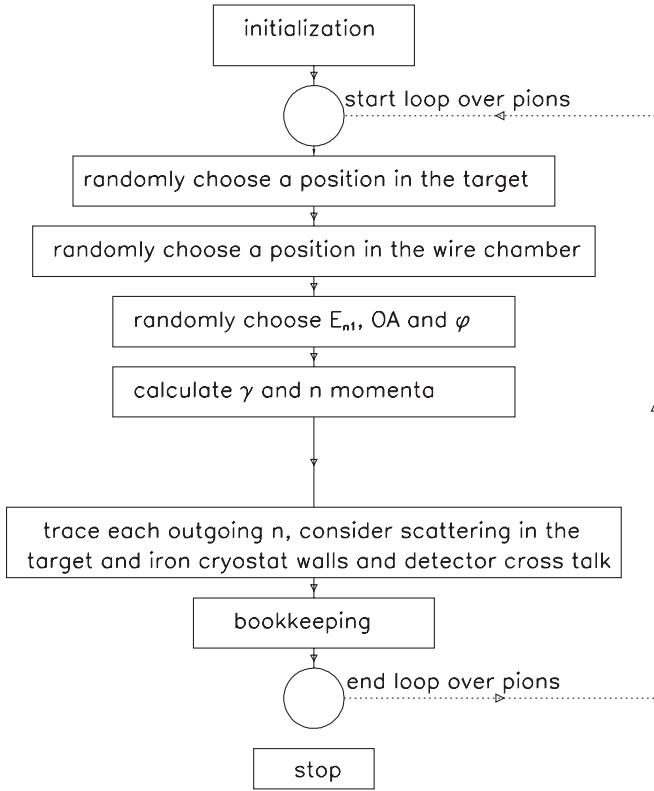 initialization
start loop over pions
randomly choose a position in the target
randomly choose a position in the wire chamber
randomly choose Eₙ₁, OA and φ
calculate γ and n momenta
trace each outgoing n, consider scattering in the
target and iron cryostat walls and detector cross talk
bookkeeping
end loop over pions
stop